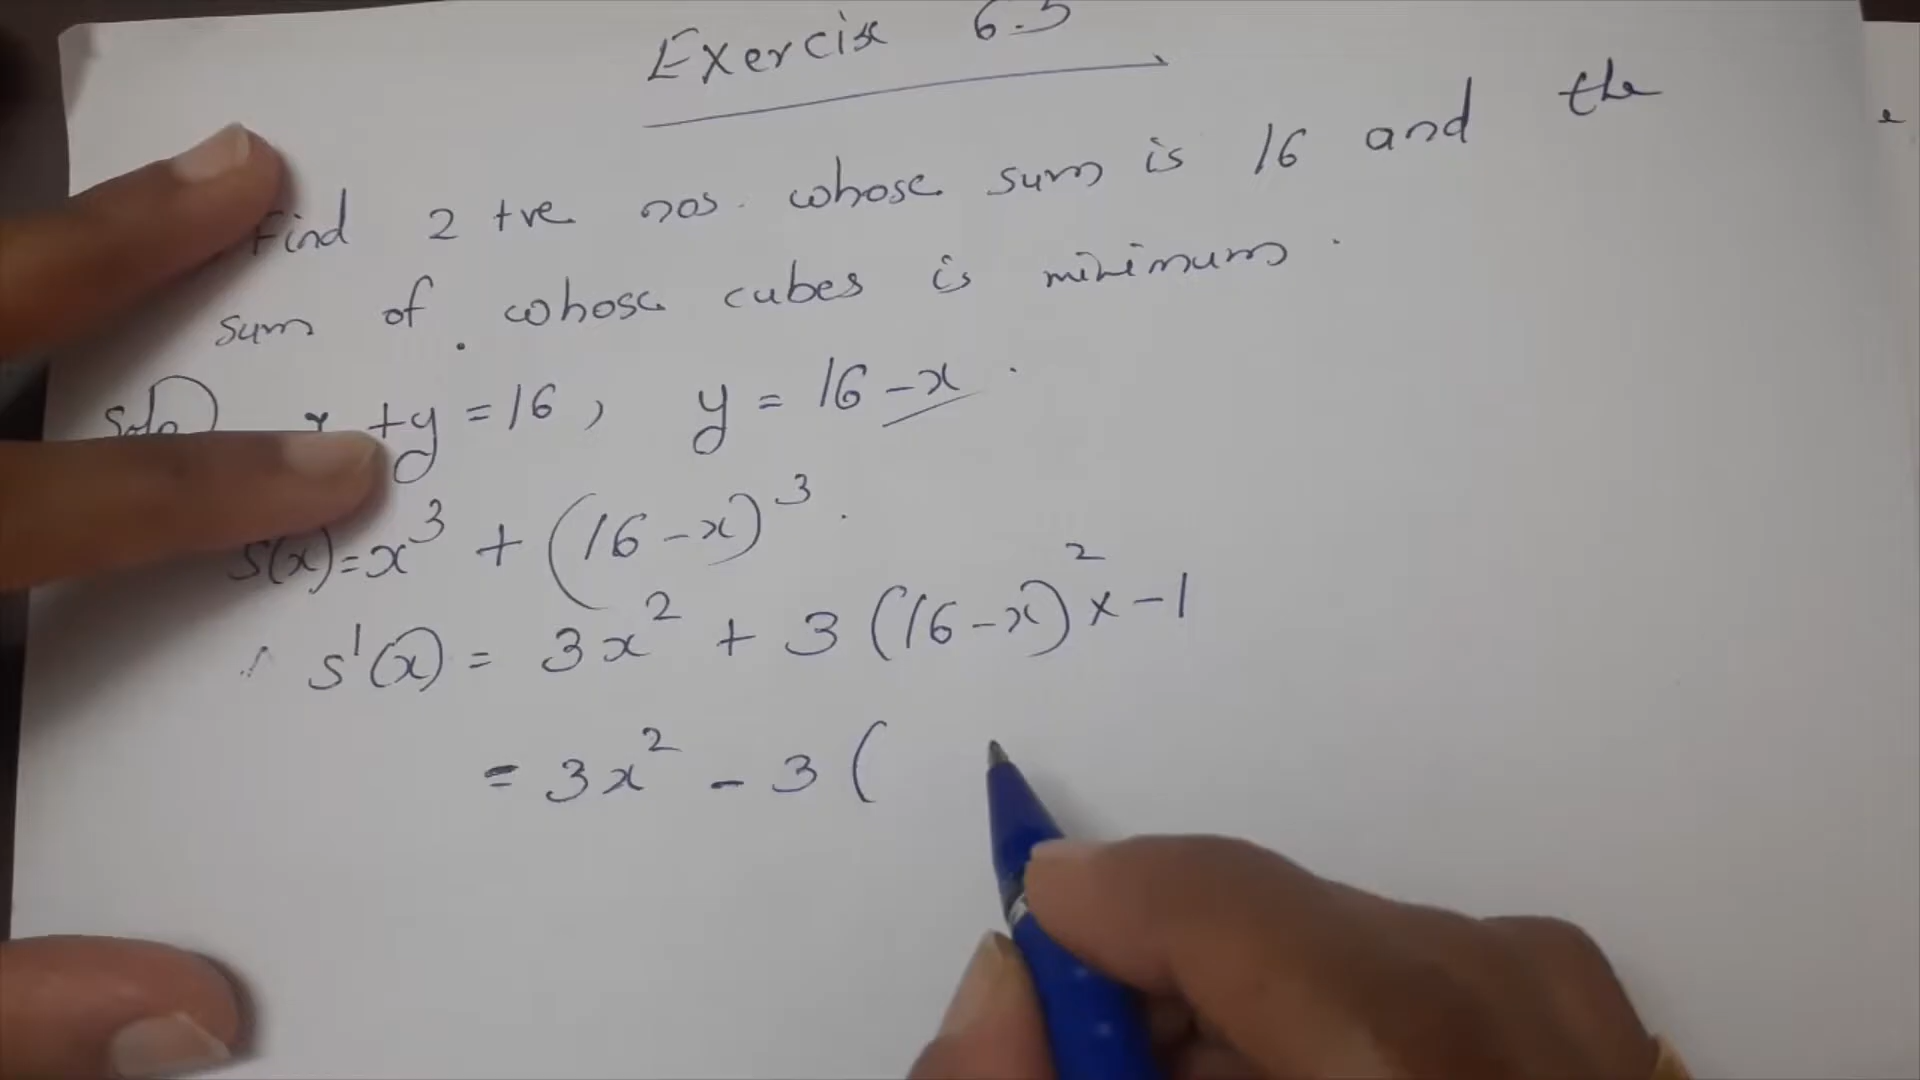 Exercise 6.5
Find 2 +ve nos. whose sum is 16 and the
sum of whose cubes is minimum.
Soln x + y = 16, y = 16 - x.
S(x) = x³ + (16 - x)³.
S'(x) = 3x² + 3 (16 - x)² x - 1
= 3x² - 3 (